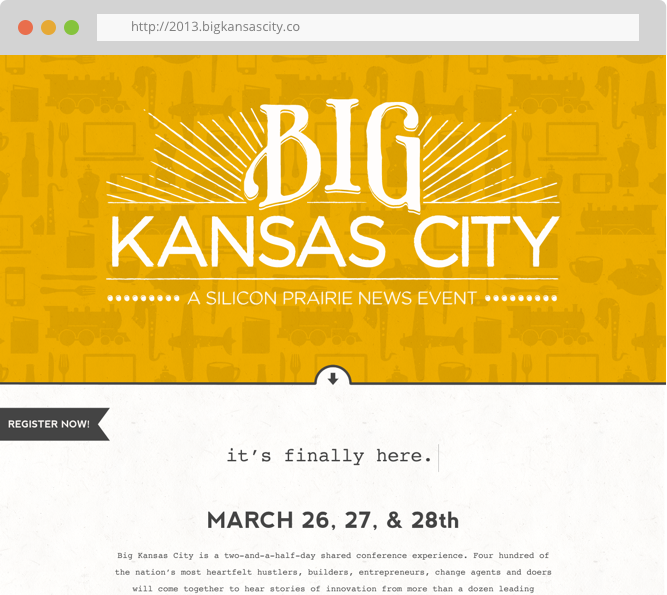 http://2013.bigkansascity.co
BIG
KANSAS CITY
A SILICON PRAIRIE NEWS EVENT
REGISTER NOW!
it's finally here.
MARCH 26, 27, & 28th
Big Kansas City is a two-and-a-half-day shared conference experience. Four hundred of
the nation's most heartfelt hustlers, builders, entrepreneurs, change agents and doers
will come together to hear stories of innovation from more than a dozen leading